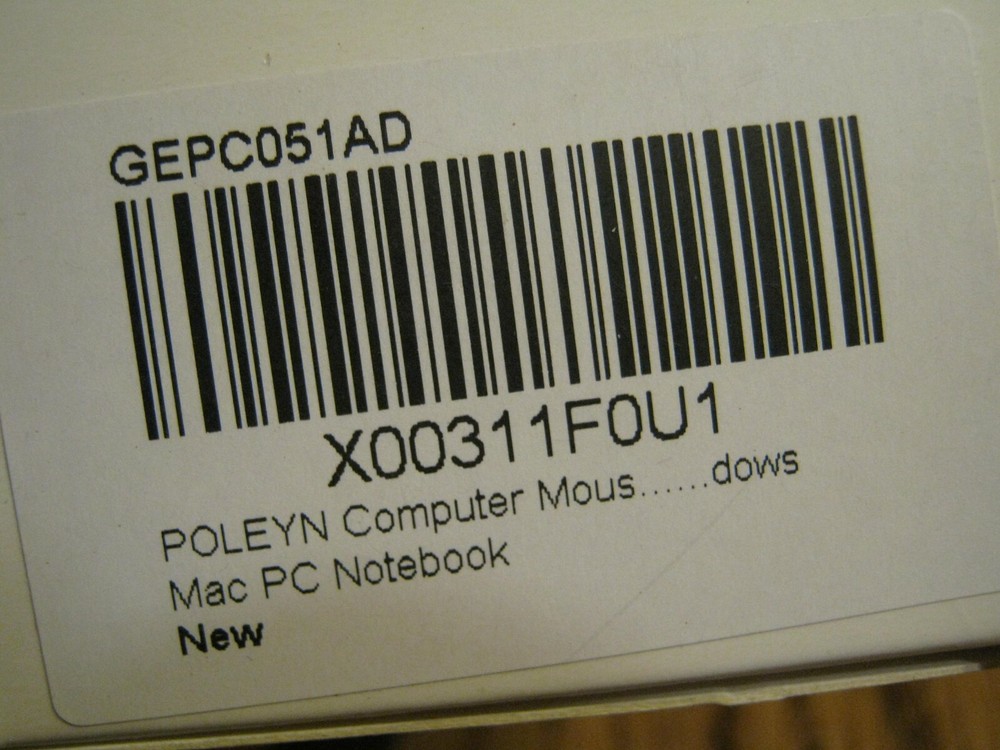 GEPC051AD
X00311F0U1
POLEYN Computer Mous......dows
Mac PC Notebook
New